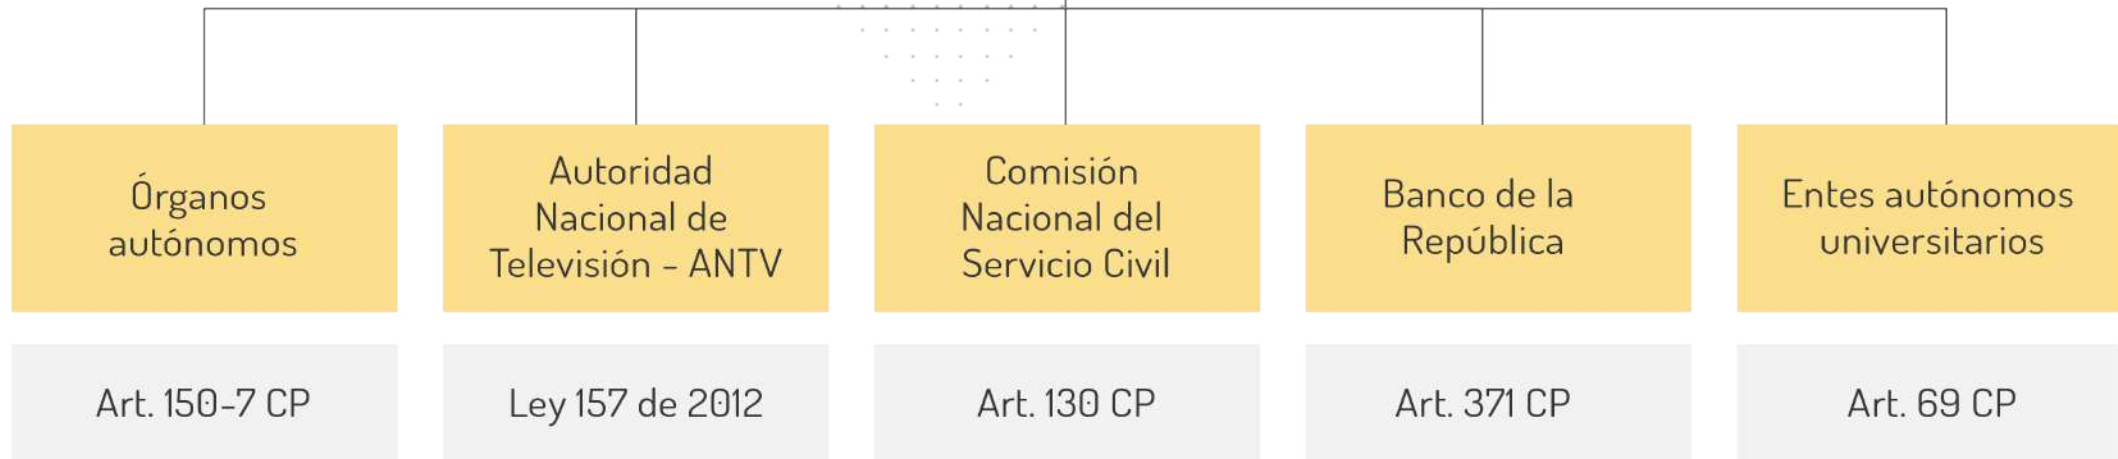 Órganos
autónomos
Art. 150-7 CP
Autoridad
Nacional de
Televisión - ANTV
Ley 157 de 2012
Comisión
Nacional del
Servicio Civil
Art. 130 CP
Banco de la
República
Art. 371 CP
Entes autónomos
universitarios
Art. 69 CP